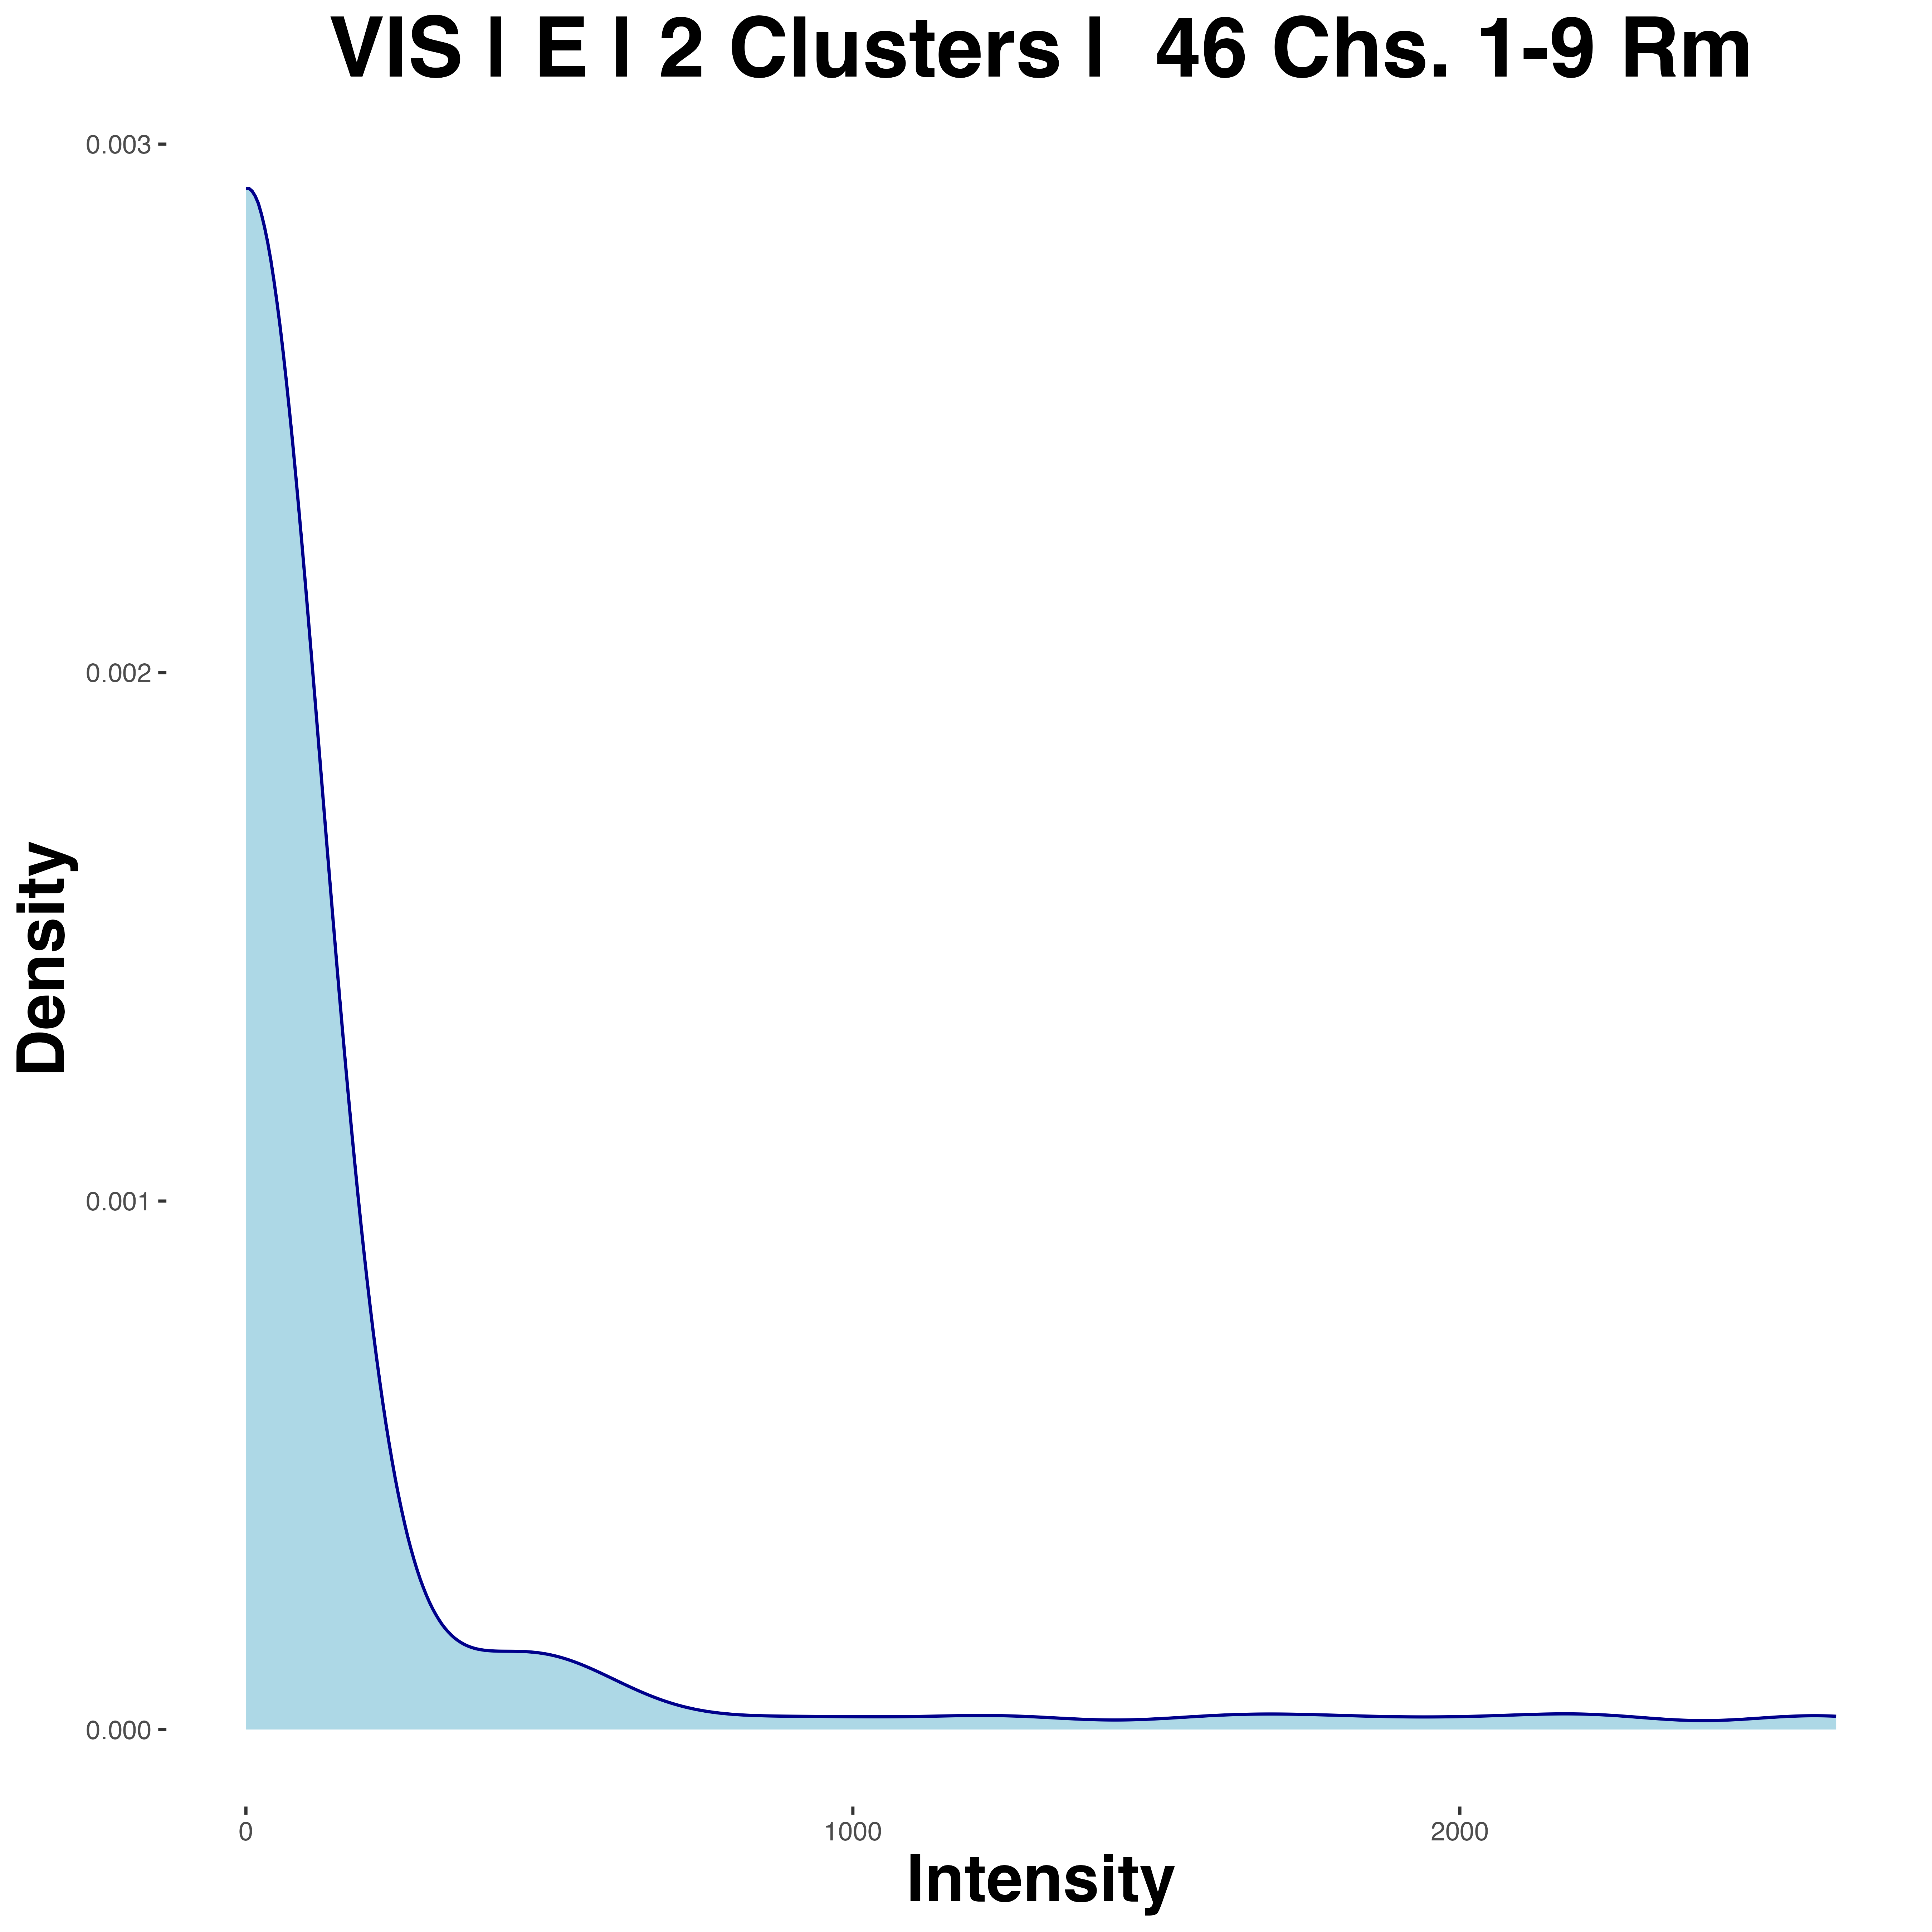 VIS | E | 2 Clusters | 46 Chs. 1-9 Rm
0.003
0.002
0.001
0.000
Density
0 1000 2000
Intensity